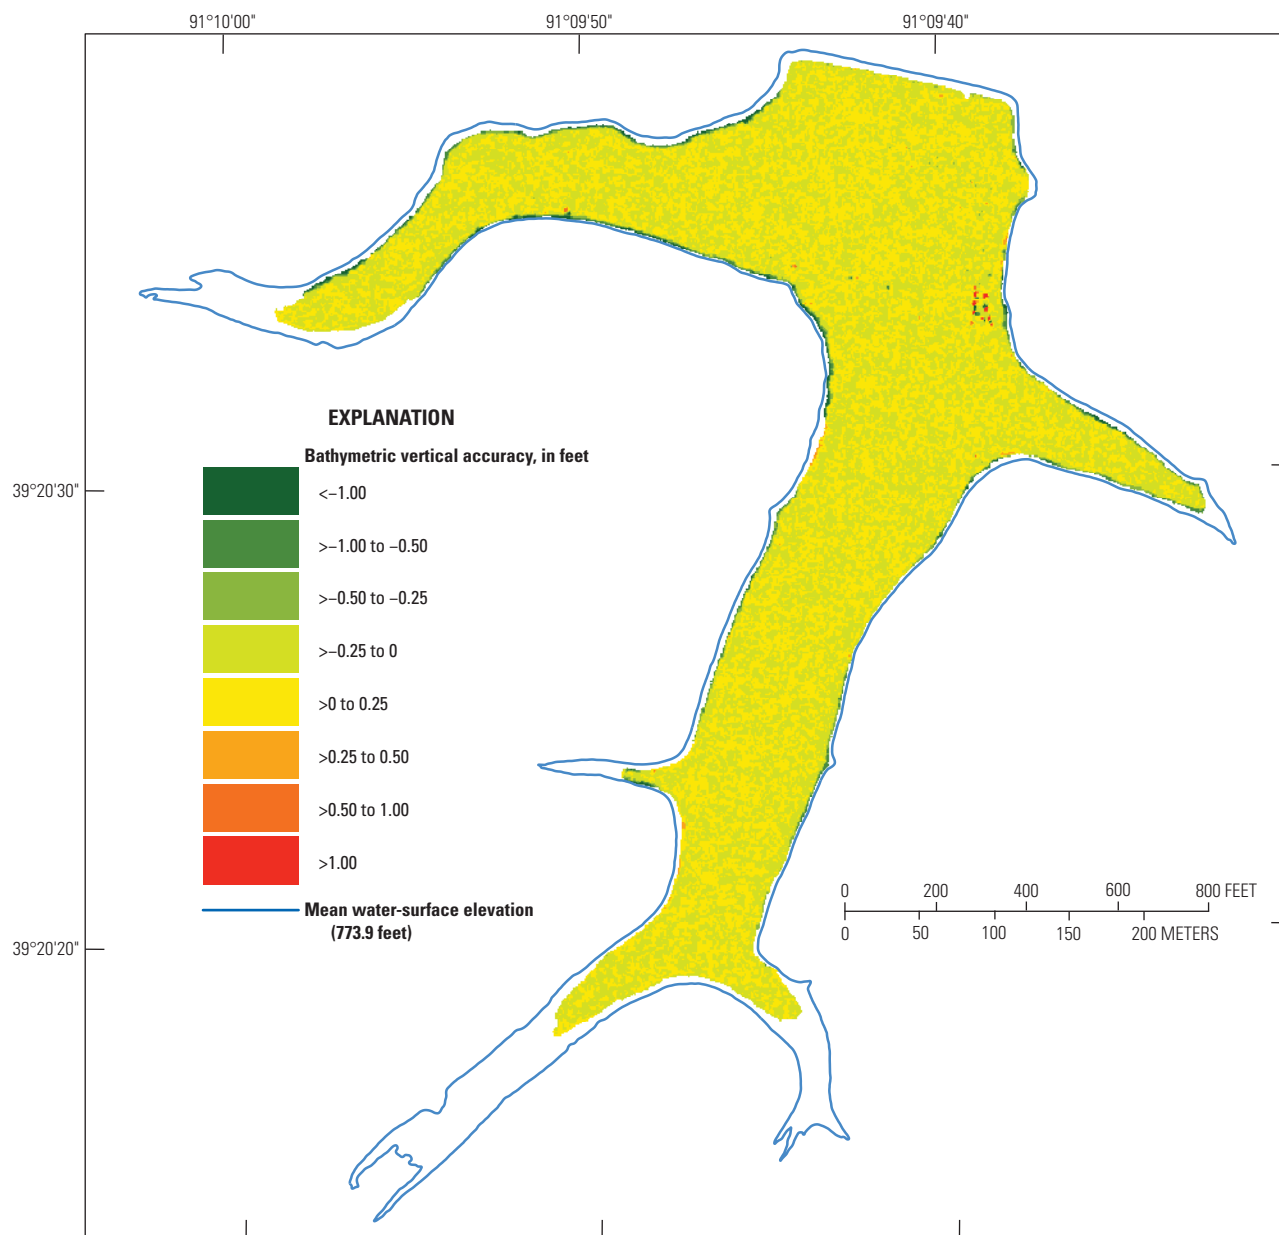 91°10'00"
91°09'50"
91°09'40"
EXPLANATION
Bathymetric vertical accuracy, in feet
<−1.00
39°20'30"
>−1.00 to −0.50
>−0.50 to −0.25
>−0.25 to 0
>0 to 0.25
>0.25 to 0.50
>0.50 to 1.00
>1.00
Mean water-surface elevation
(773.9 feet)
0 200 400 600 800 FEET
0 50 100 150 200 METERS
39°20'20"